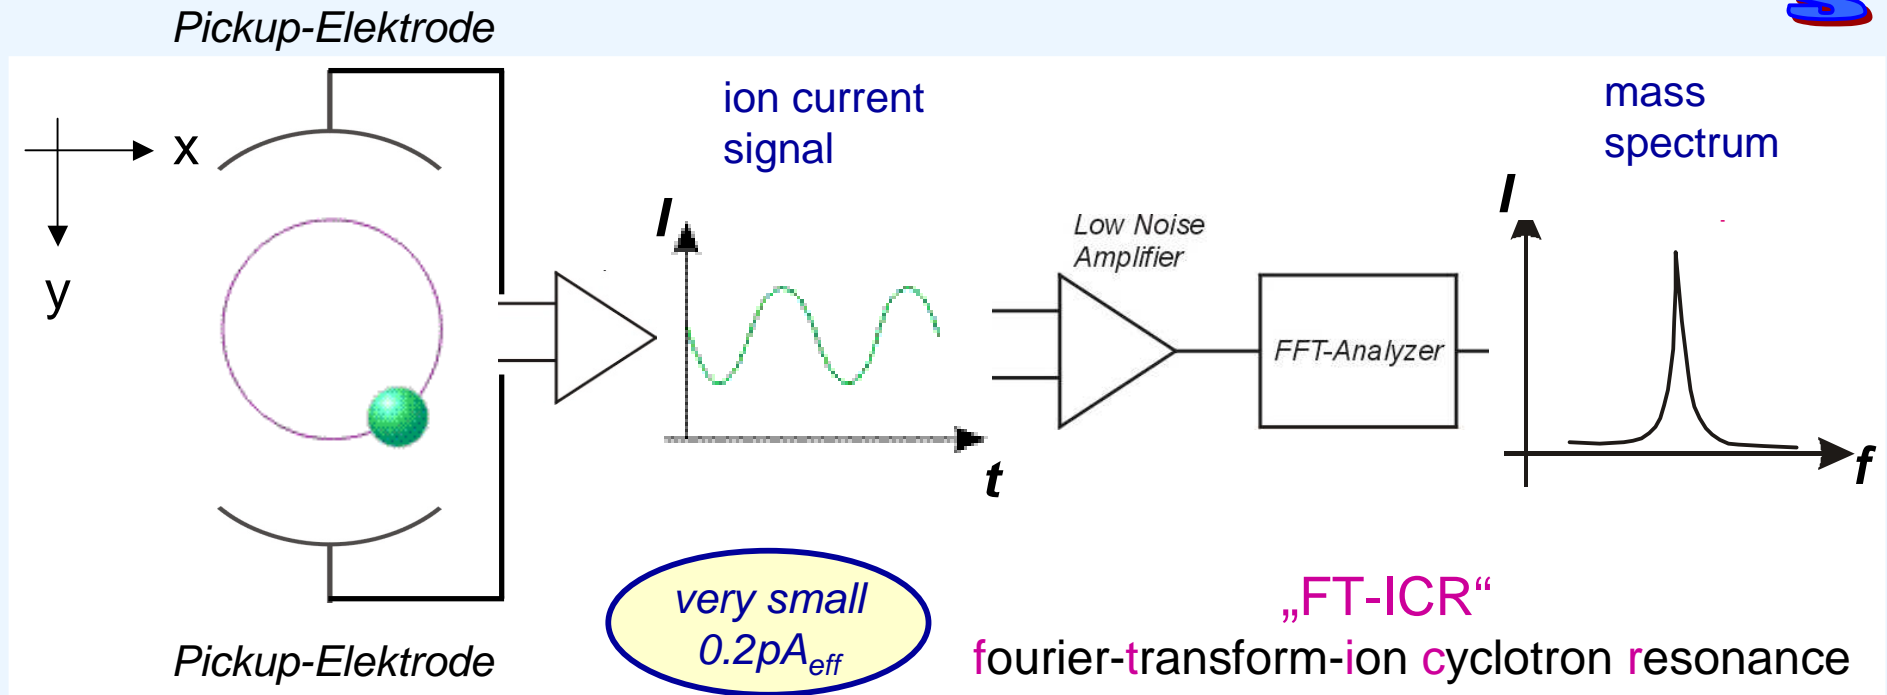 Pickup-Elektrode
x
y
ion current
signal
I
t
Low Noise
Amplifier
FFT-Analyzer
mass
spectrum
I
f
very small
0.2pAeff
„FT-ICR“
fourier-transform-ion cyclotron resonance
Pickup-Elektrode